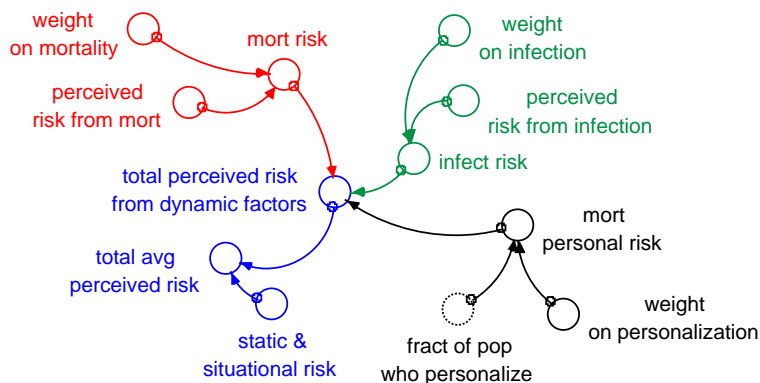 weight
on mortality
mort risk
weight
on infection
perceived
risk from mort
perceived
risk from infection
infect risk
total perceived risk
from dynamic factors
mort
personal risk
total avg
perceived risk
static &
situational risk
fract of pop
who personalize
weight
on personalization